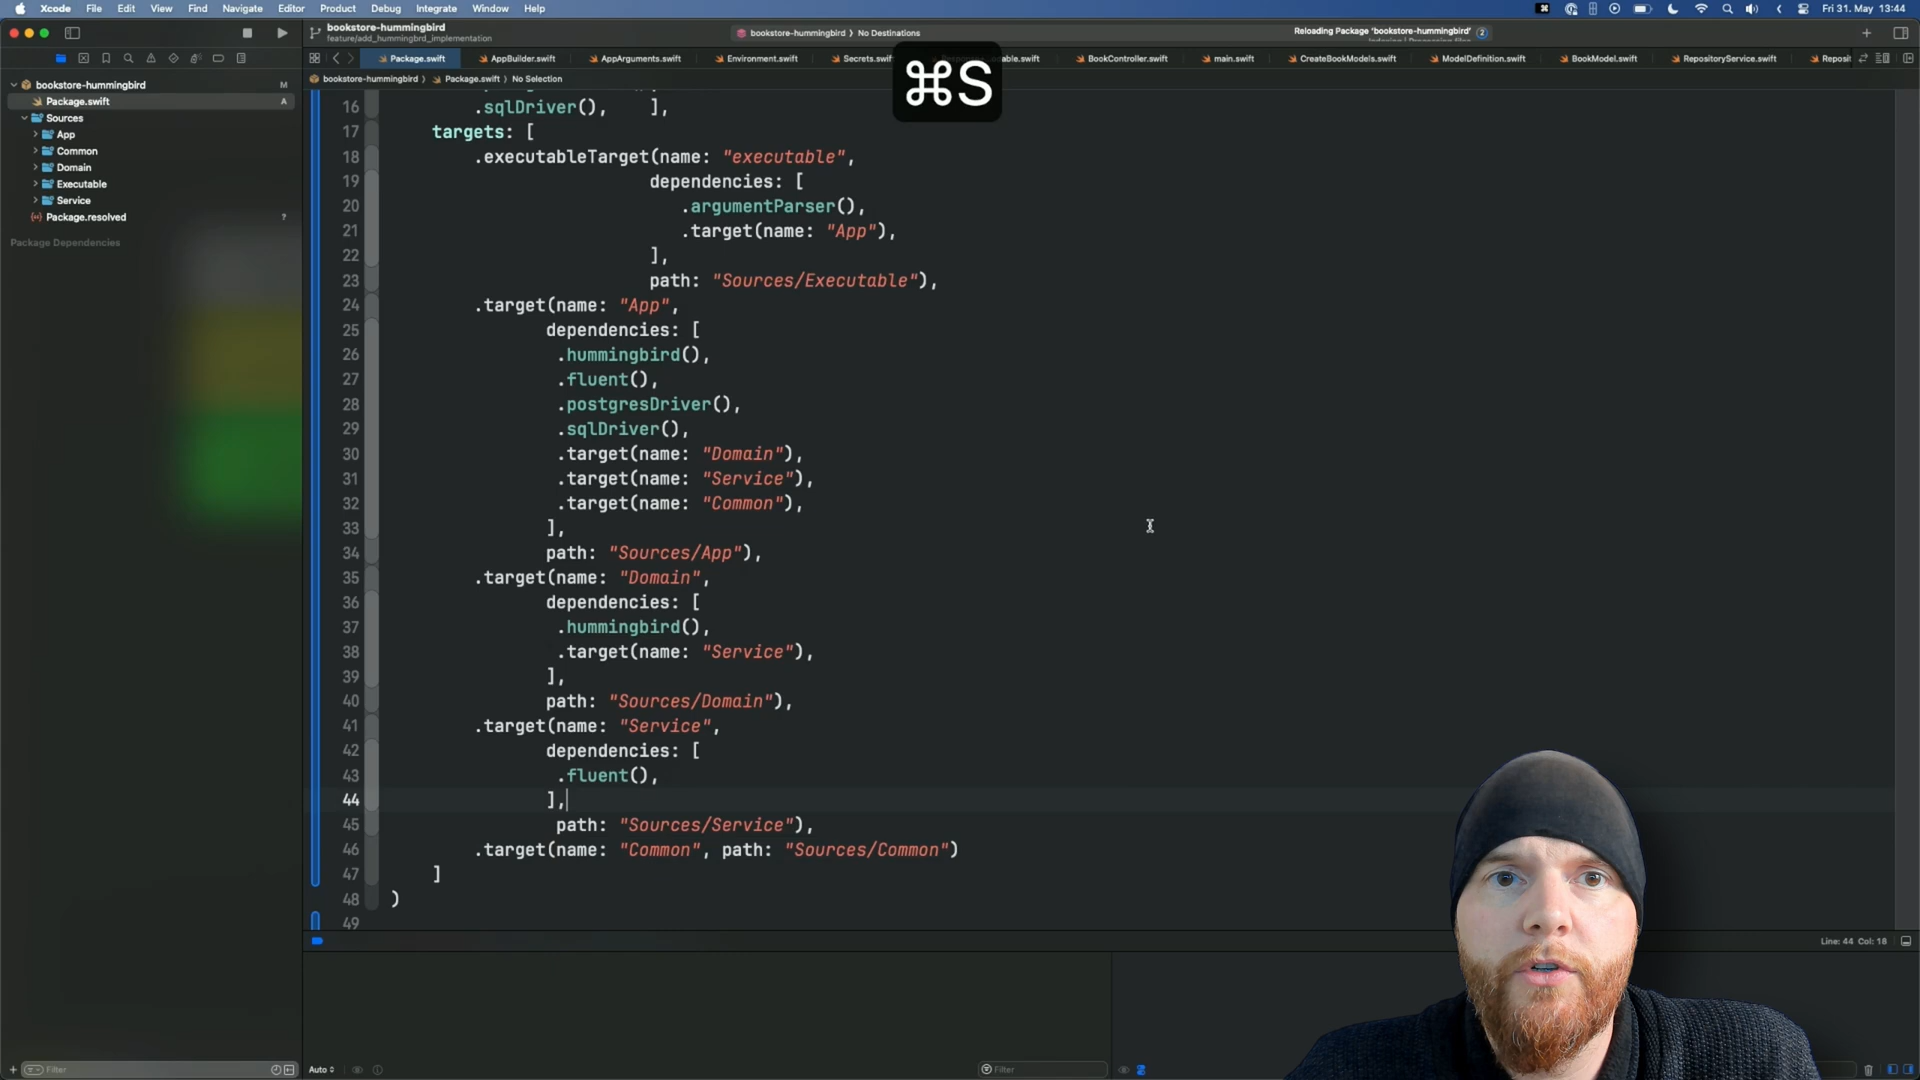 Xcode File Edit View Find Navigate Editor Product Debug Integrate Window Help
Fri 31. May 13:44
bookstore-hummingbird
feature/add_hummingbird_implementation
bookstore-hummingbird 〉 No Destinations
Reloading Package 'bookstore-hummingbird' 2
⌘S
Package.swift AppBuilder.swift AppArguments.swift Environment.swift Secrets.swift BookController.swift main.swift CreateBookModels.swift ModelDefinition.swift BookModel.swift RepositoryService.swift
bookstore-hummingbird 〉 Package.swift 〉 No Selection
bookstore-hummingbird M
Package.swift A
Sources
App
Common
Domain
Executable
Service
Package.resolved ?
Package Dependencies
16 .sqlDriver(), ],
17 targets: [
18 .executableTarget(name: "executable",
19 dependencies: [
20 .argumentParser(),
21 .target(name: "App"),
22 ],
23 path: "Sources/Executable"),
24 .target(name: "App",
25 dependencies: [
26 .hummingbird(),
27 .fluent(),
28 .postgresDriver(),
29 .sqlDriver(),
30 .target(name: "Domain"),
31 .target(name: "Service"),
32 .target(name: "Common"),
33 ],
34 path: "Sources/App"),
35 .target(name: "Domain",
36 dependencies: [
37 .hummingbird(),
38 .target(name: "Service"),
39 ],
40 path: "Sources/Domain"),
41 .target(name: "Service",
42 dependencies: [
43 .fluent(),
44 ],
45 path: "Sources/Service"),
46 .target(name: "Common", path: "Sources/Common")
47 ]
48 )
49
Line: 44 Col: 18
Filter
Auto
Filter